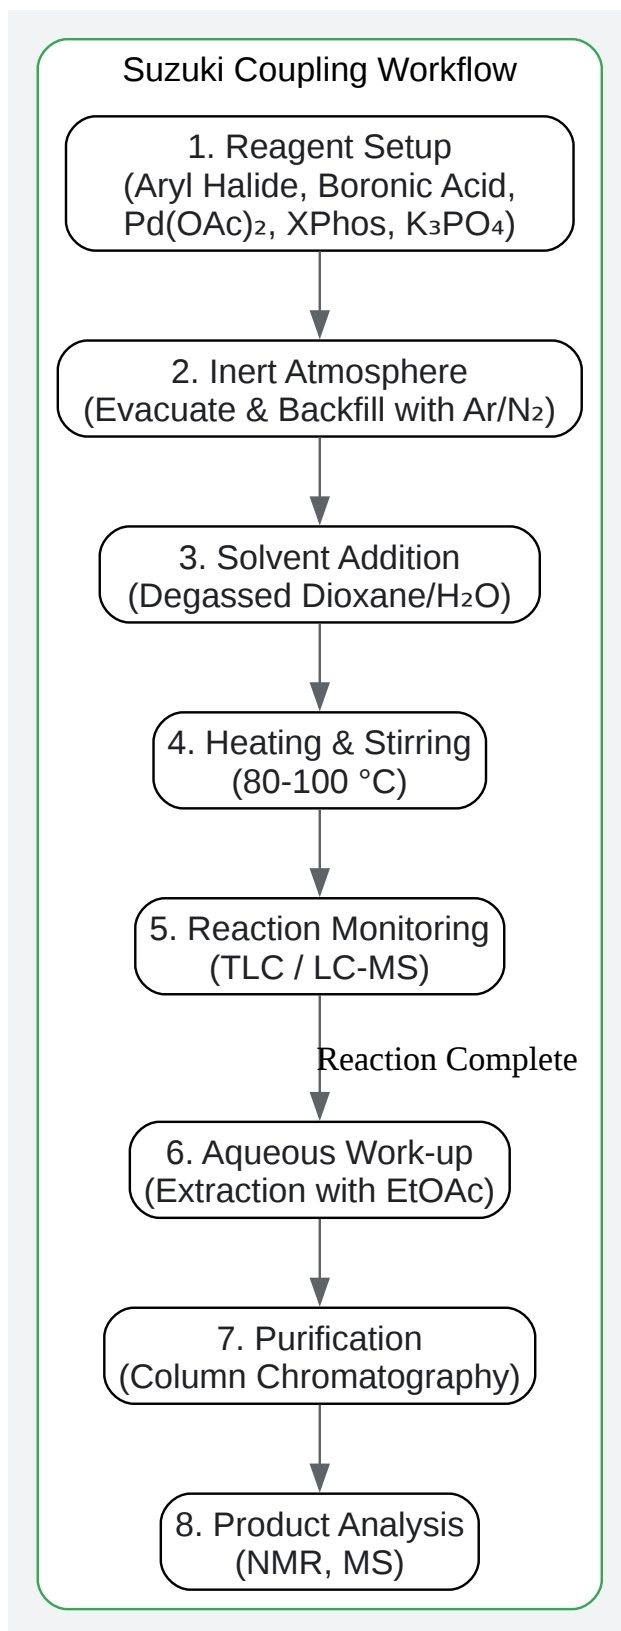 Suzuki Coupling Workflow
1. Reagent Setup
(Aryl Halide, Boronic Acid,
Pd(OAc)₂, XPhos, K₃PO₄)
2. Inert Atmosphere
(Evacuate & Backfill with Ar/N₂)
3. Solvent Addition
(Degassed Dioxane/H₂O)
4. Heating & Stirring
(80-100 °C)
5. Reaction Monitoring
(TLC / LC-MS)
Reaction Complete
6. Aqueous Work-up
(Extraction with EtOAc)
7. Purification
(Column Chromatography)
8. Product Analysis
(NMR, MS)